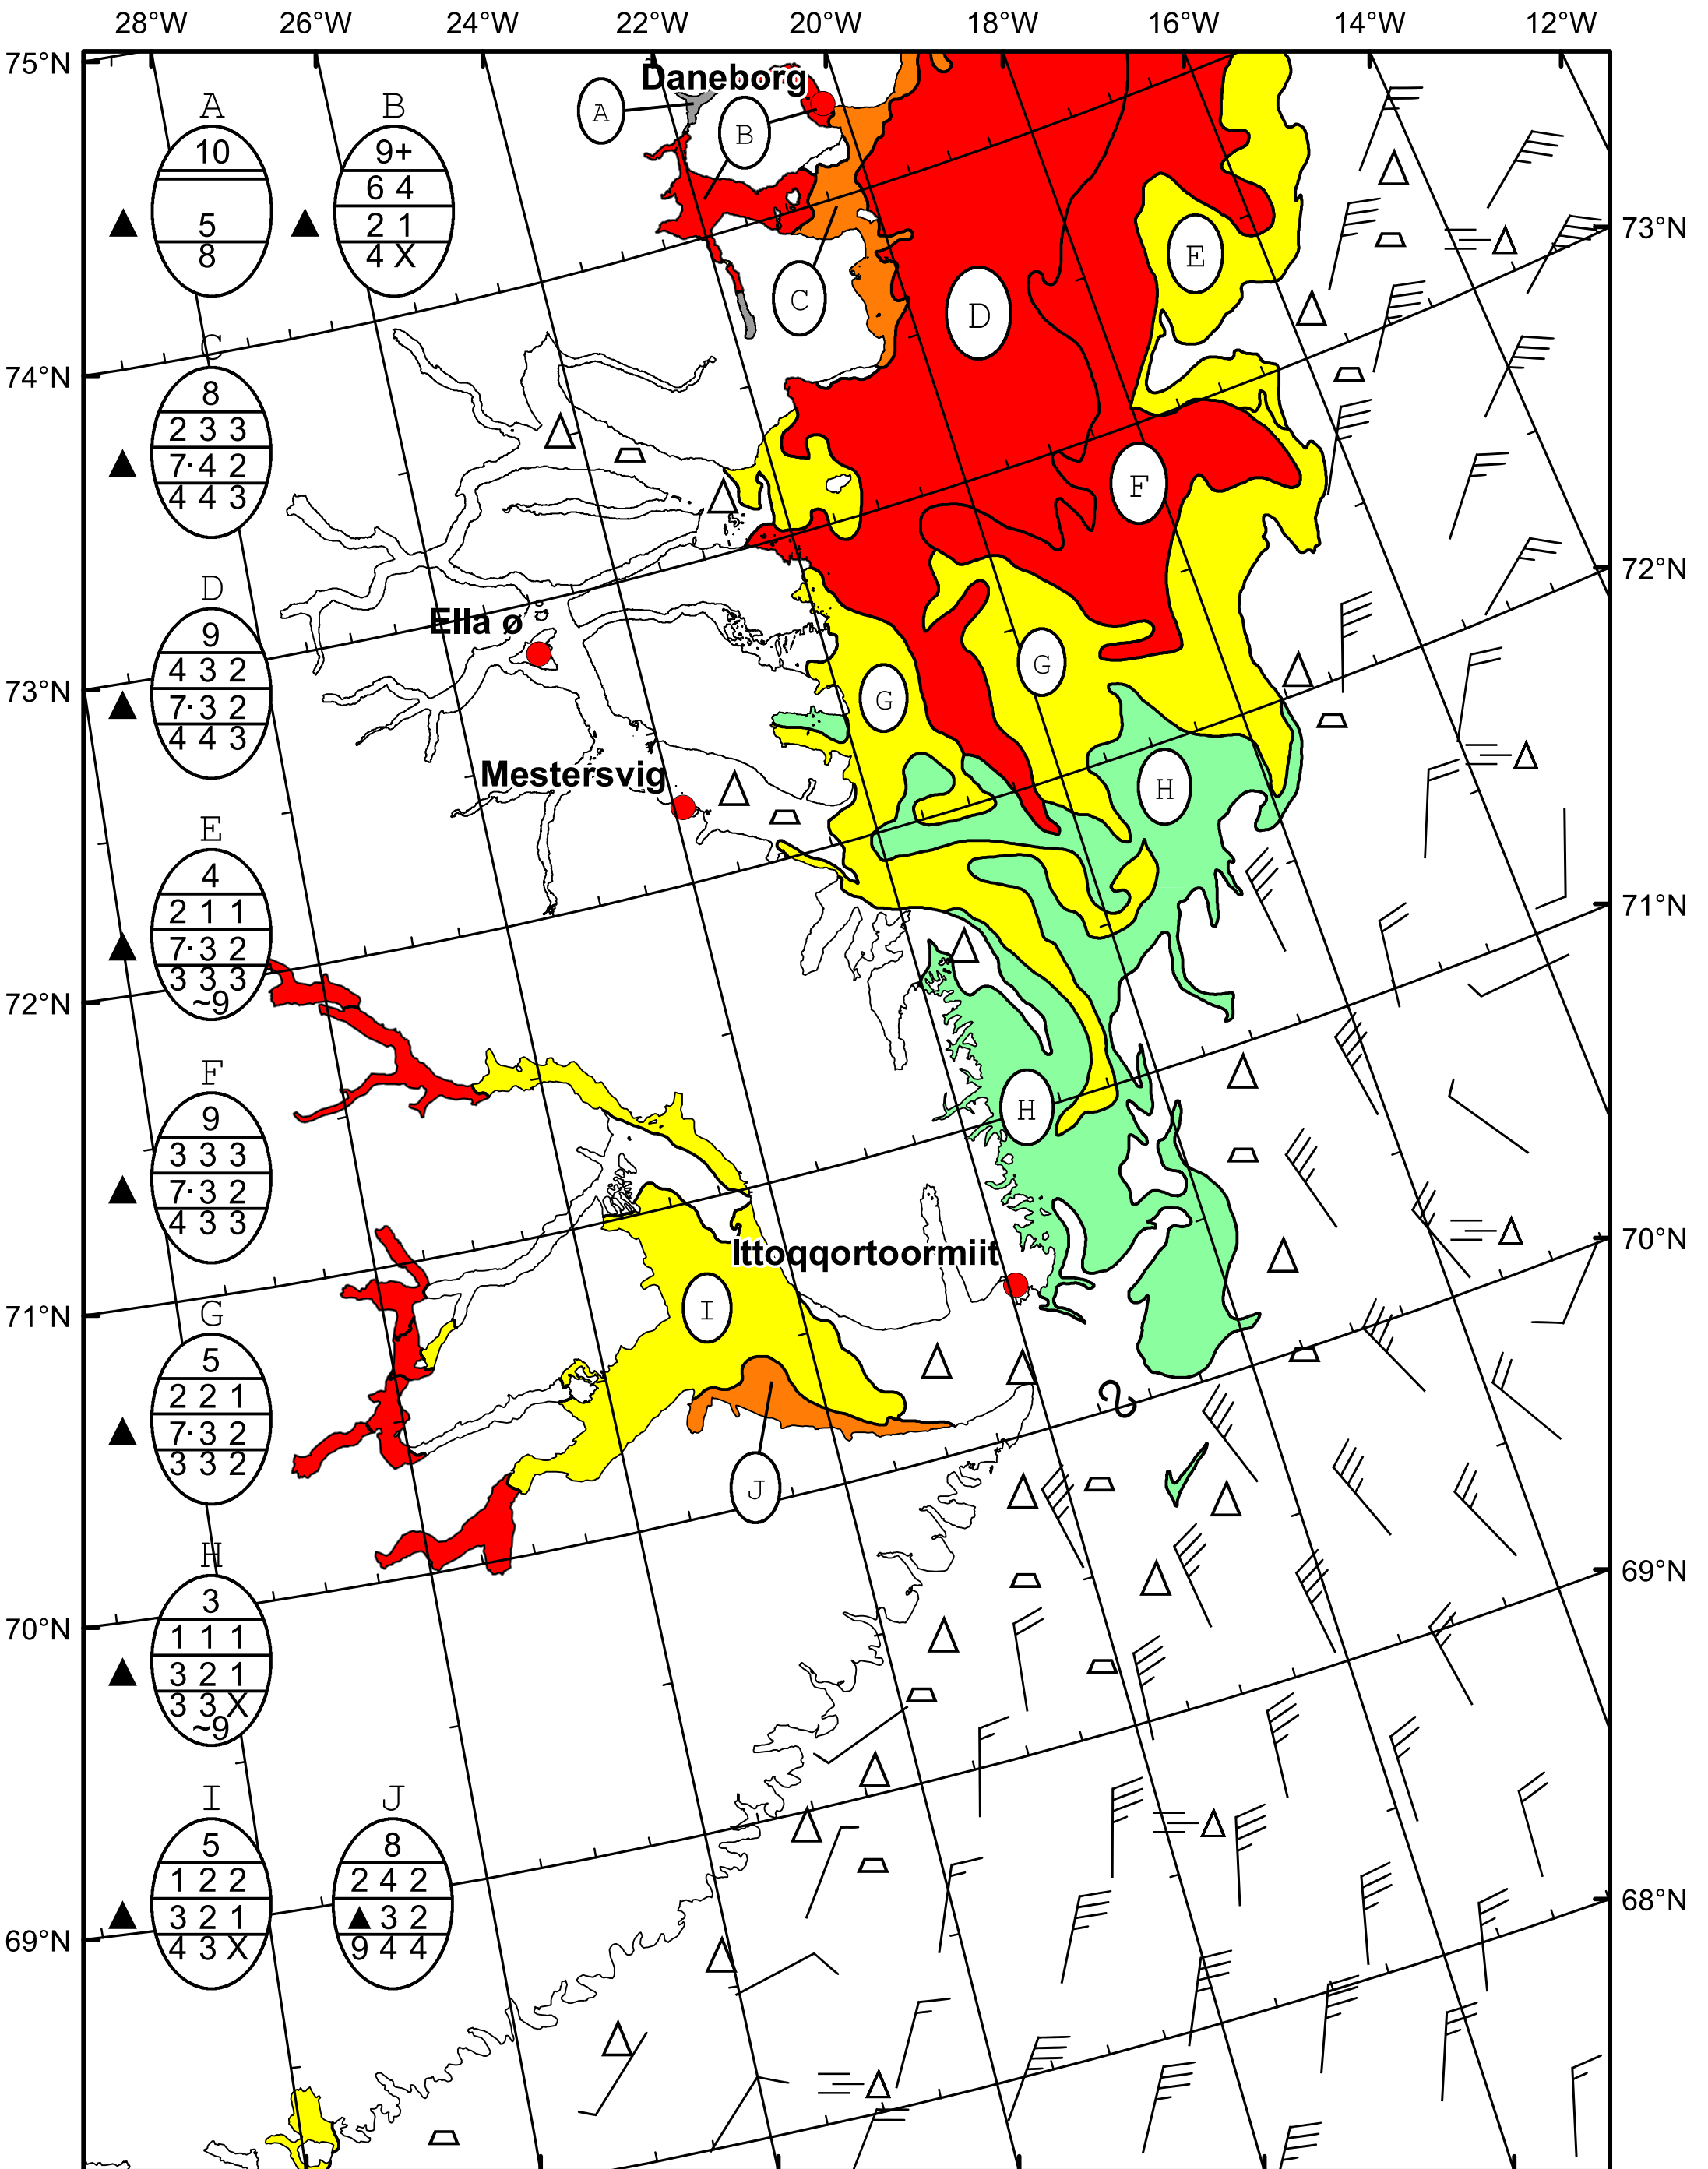 28°W 26°W 24°W 22°W 20°W 18°W 16°W 14°W 12°W
75°N
Daneborg
A B
A
B
10
9+
6 4
5
2 1
8
4 X
73°N
E
C
D
74°N
C
8
2 3 3
7· 4 2
4 4 3
F
72°N
D
9
4 3 2
7· 3 2
4 4 3
Ella ø
73°N
G
G
Mestersvig
H
E
4
2 1 1
7· 3 2
3 3 3
~9
71°N
72°N
F
9
3 3 3
7· 3 2
4 3 3
H
Ittoqqortoormiit
70°N
71°N
G
5
2 2 1
7· 3 2
3 3 2
I
J
69°N
70°N
H
3
1 1 1
3 2 1
3 3 X
~9
I J
5
1 2 2
3 2 1
4 3 X
8
2 4 2
▲ 3 2
9 4 4
68°N
69°N